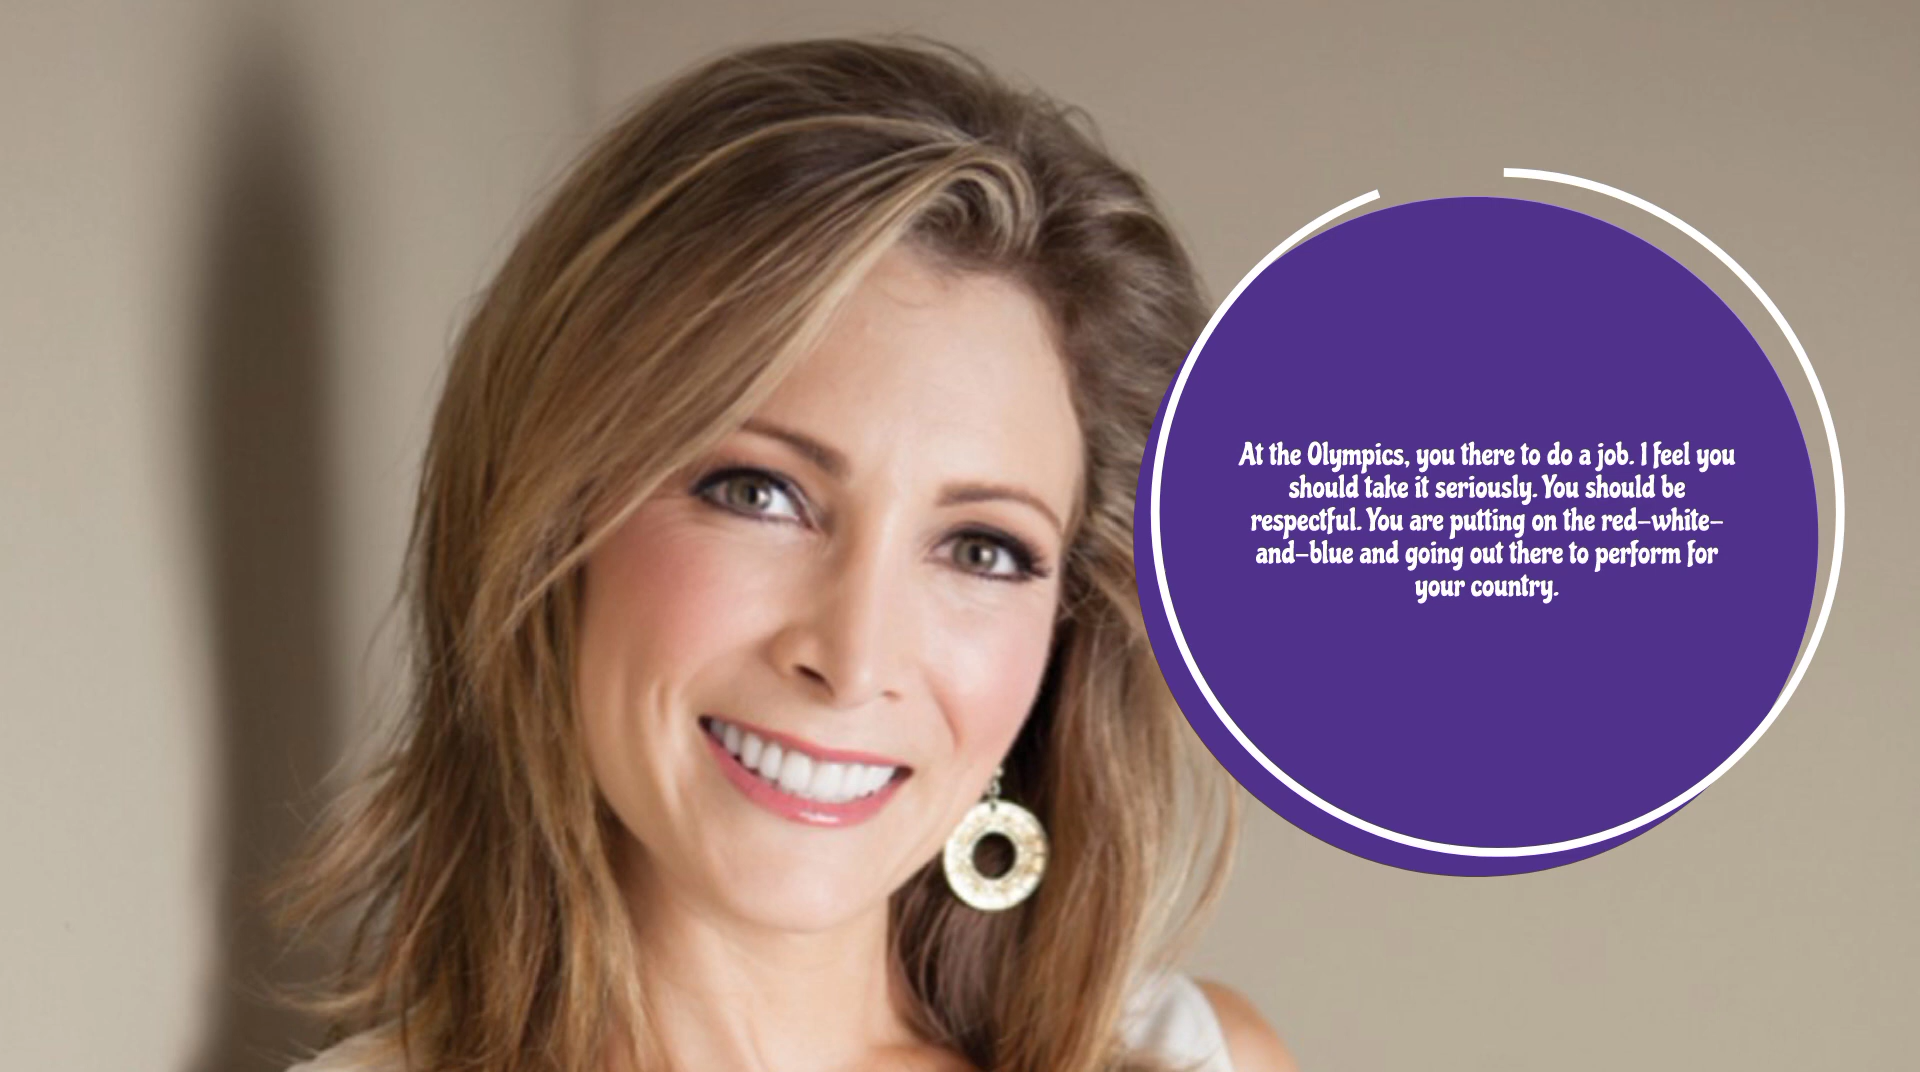 At the Olympics, you there to do a job. I feel you
should take it seriously. You should be
respectful. You are putting on the red-white-
and-blue and going out there to perform for
your country.